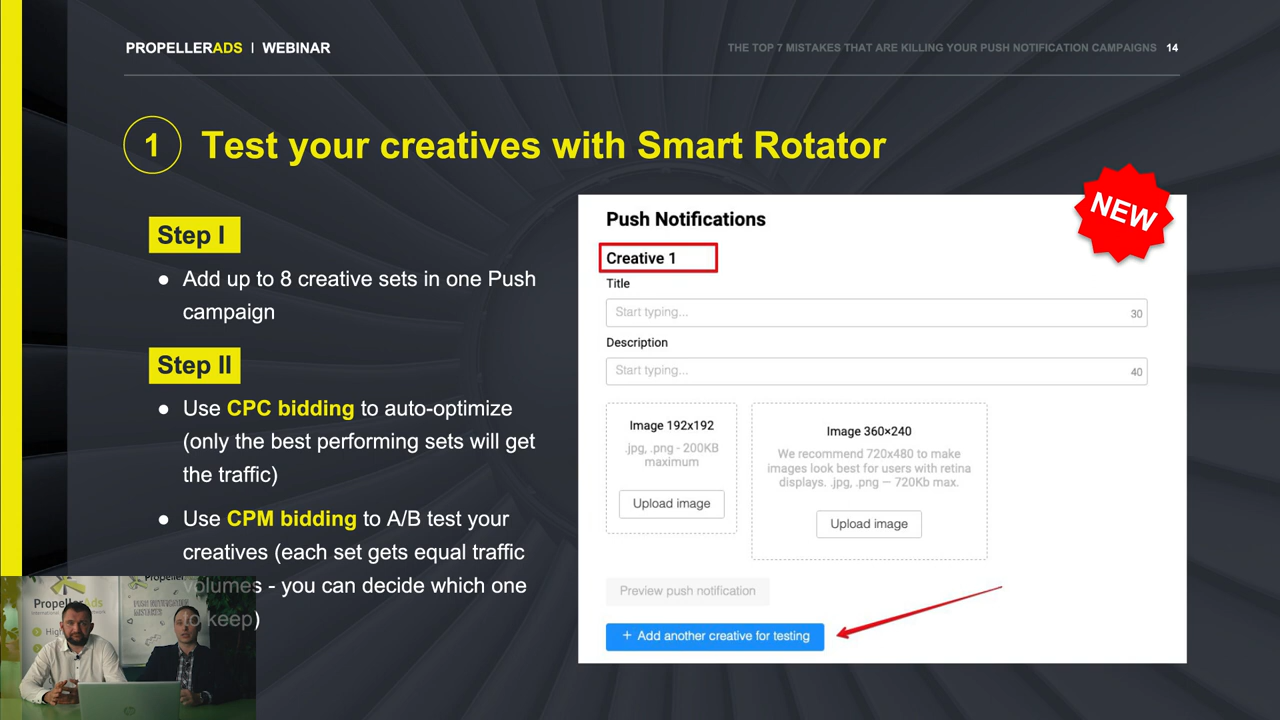 PROPELLERADS | WEBINAR
THE TOP 7 MISTAKES THAT ARE KILLING YOUR PUSH NOTIFICATION CAMPAIGNS 14
1 Test your creatives with Smart Rotator
Step I
● Add up to 8 creative sets in one Push
campaign
Step II
● Use CPC bidding to auto-optimize
(only the best performing sets will get
the traffic)
● Use CPM bidding to A/B test your
creatives (each set gets equal traffic
volumes - you can decide which one
to keep)
NEW
Push Notifications
Creative 1
Title
Start typing...
30
Description
Start typing...
40
Image 192x192
.jpg, .png - 200KB
maximum
Upload image
Image 360×240
We recommend 720x480 to make
images look best for users with retina
displays. .jpg, .png — 720Kb max.
Upload image
Preview push notification
+ Add another creative for testing
PropellerAds
PropellerAds
PUSH NOTIFICATION
MISTAKES